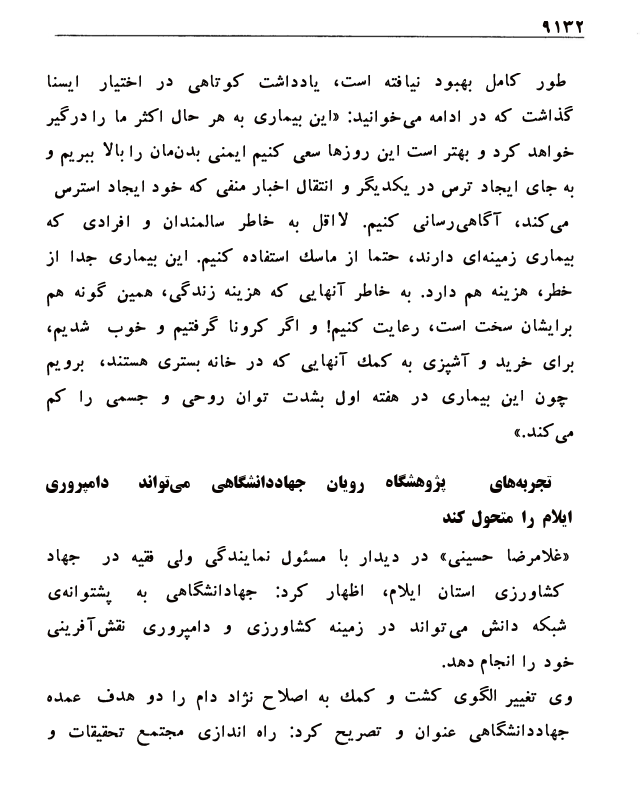 ۹۱۳۲
طور کامل بهبود نیافته است، یادداشت کوتاهی در اختیار ایسنا
گذاشت که در ادامه می‌خوانید: «این بیماری به هر حال اکثر ما را درگیر
خواهد کرد و بهتر است این روزها سعی کنیم ایمنی بدن‌مان را بالا ببریم و
به جای ایجاد ترس در یکدیگر و انتقال اخبار منفی که خود ایجاد استرس
می‌کند، آگاهی‌رسانی کنیم. لااقل به خاطر سالمندان و افرادی که
بیماری زمینه‌ای دارند، حتما از ماسک استفاده کنیم. این بیماری جدا از
خطر، هزینه هم دارد. به خاطر آنهایی که هزینه زندگی، همین گونه هم
برایشان سخت است، رعایت کنیم! و اگر کرونا گرفتیم و خوب شدیم،
برای خرید و آشپزی به کمک آنهایی که در خانه بستری هستند، برویم
چون این بیماری در هفته اول بشدت توان روحی و جسمی را کم
می‌کند.»
تجربه‌های پژوهشگاه رویان جهاددانشگاهی می‌تواند دامپروری
ایلام را متحول کند
«غلامرضا حسینی» در دیدار با مسئول نمایندگی ولی فقیه در جهاد
کشاورزی استان ایلام، اظهار کرد: جهاددانشگاهی به پشتوانه‌ی
شبکه دانش می‌تواند در زمینه کشاورزی و دامپروری نقش‌آفرینی
خود را انجام دهد.
وی تغییر الگوی کشت و کمک به اصلاح نژاد دام را دو هدف عمده
جهاددانشگاهی عنوان و تصریح کرد: راه اندازی مجتمع تحقیقات و